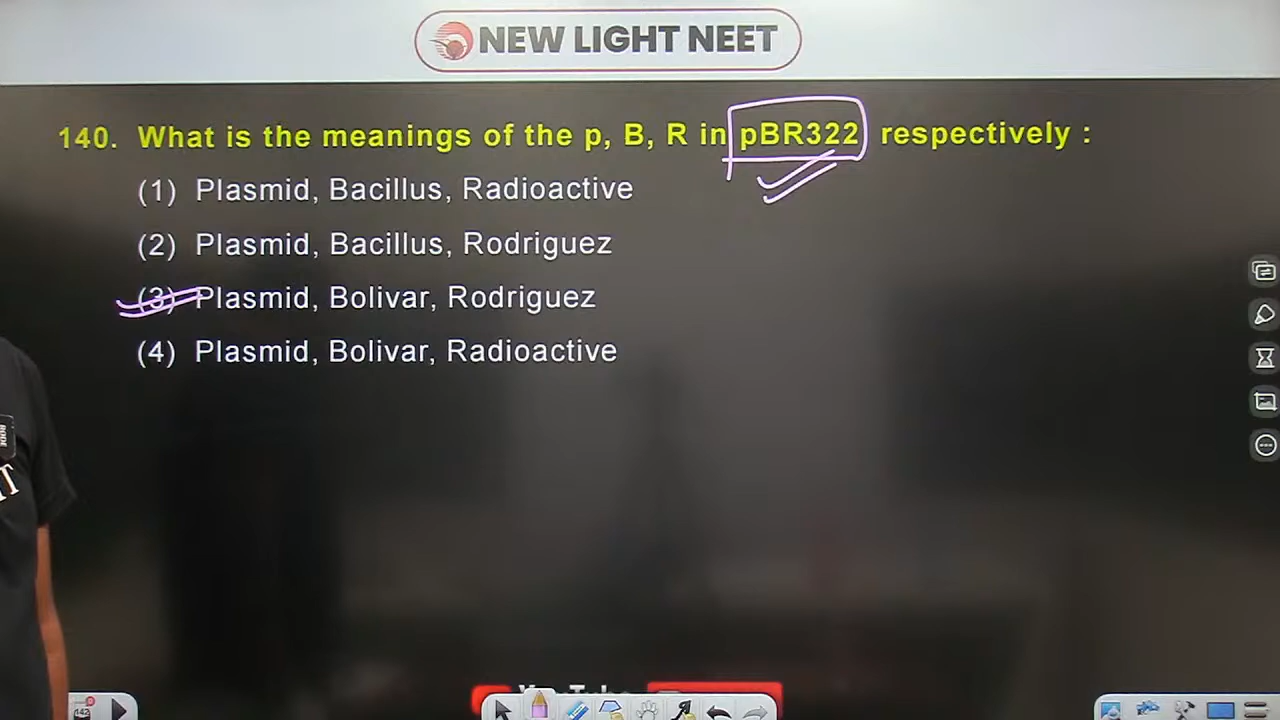 NEW LIGHT NEET
140. What is the meanings of the p, B, R in pBR322 respectively :
(1) Plasmid, Bacillus, Radioactive
(2) Plasmid, Bacillus, Rodriguez
(3) Plasmid, Bolivar, Rodriguez
(4) Plasmid, Bolivar, Radioactive